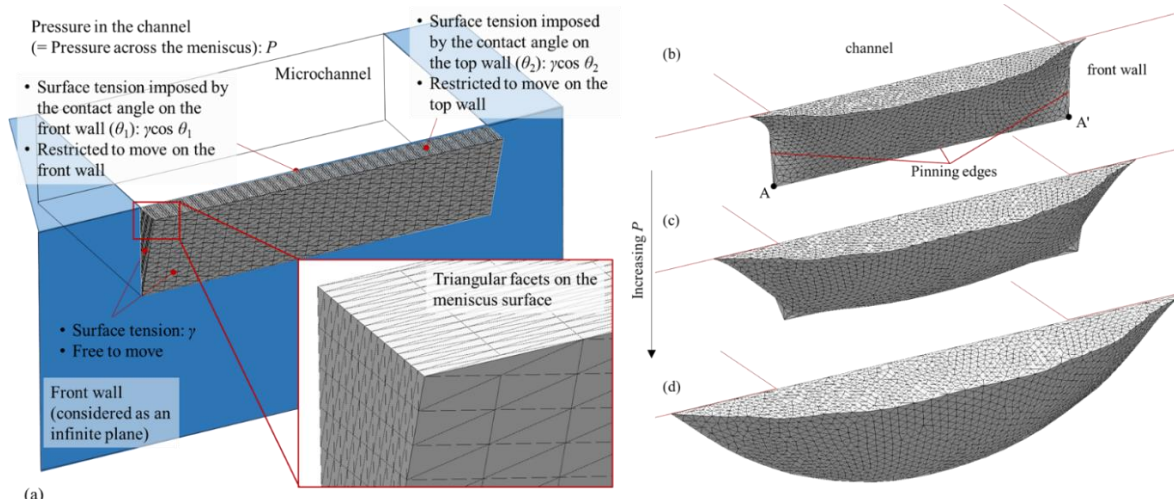 Pressure in the channel
(= Pressure across the meniscus): P
• Surface tension imposed
by the contact angle on
the front wall (θ1): γcos θ1
• Restricted to move on the
front wall
Microchannel
• Surface tension imposed
by the contact angle on
the top wall (θ2): γcos θ2
• Restricted to move on the
top wall
Triangular facets on the
meniscus surface
• Surface tension: γ
• Free to move
Front wall
(considered as an
infinite plane)
(a)
(b)
channel
front wall
A'
Pinning edges
A
(c)
Increasing P
(d)